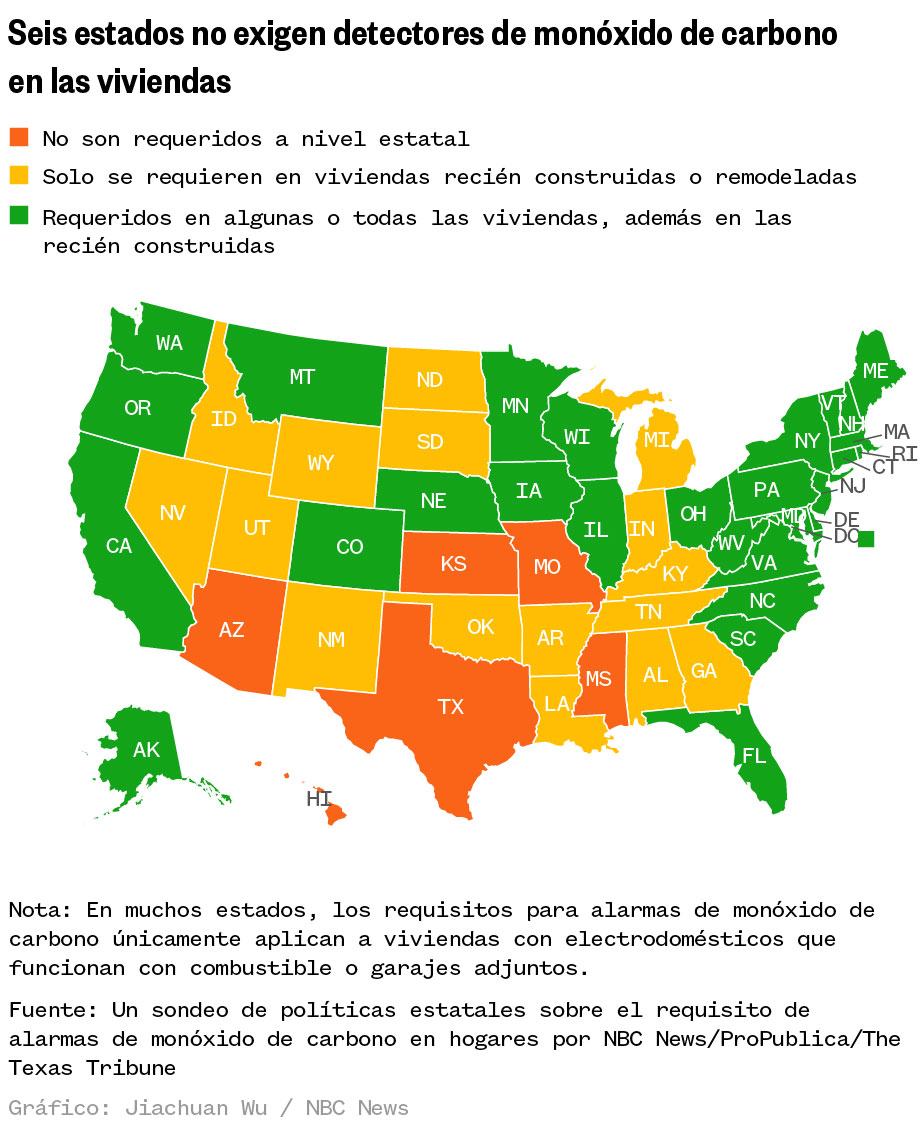 Seis estados no exigen detectores de monóxido de carbono
en las viviendas
No son requeridos a nivel estatal
Solo se requieren en viviendas recién construidas o remodeladas
Requeridos en algunas o todas las viviendas, además en las
recién construidas
WA
MT
ME
ND
OR
MN
VT
ID
NH
MA
WI
SD
MI
NY
RI
WY
CT
IA
PA
NJ
NE
NV
OH
MD
DE
UT
IL
IN
DC
CA
CO
WV
VA
KS
MO
KY
NC
TN
AZ
OK
AR
SC
NM
MS
AL
GA
LA
TX
AK
FL
HI
Nota: En muchos estados, los requisitos para alarmas de monóxido de
carbono únicamente aplican a viviendas con electrodomésticos que
funcionan con combustible o garajes adjuntos.
Fuente: Un sondeo de políticas estatales sobre el requisito de
alarmas de monóxido de carbono en hogares por NBC News/ProPublica/The
Texas Tribune
Gráfico: Jiachuan Wu / NBC News